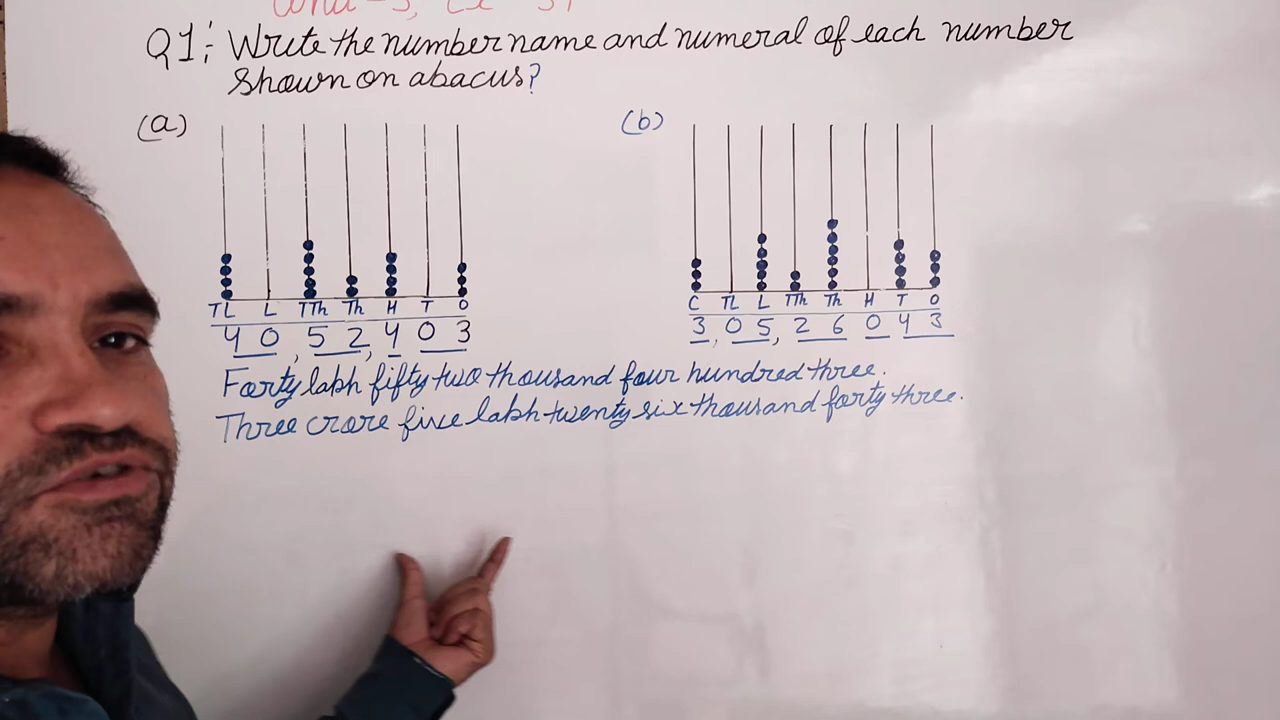 Q1:- Write the number name and numeral of each number
shown on abacus?
(a)
TL L TTh Th H T O
4 0, 5 2, 4 0 3
(b)
C TL L TTh Th H T O
3, 0 5, 2 6 0 4 3
Forty lakh fifty two thousand four hundred three.
Three crore five lakh twenty six thousand forty three.